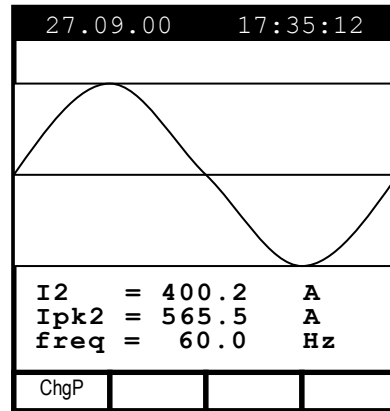 27.09.00 17:35:12
I2 = 400.2 A
Ipk2 = 565.5 A
freq = 60.0 Hz
ChgP